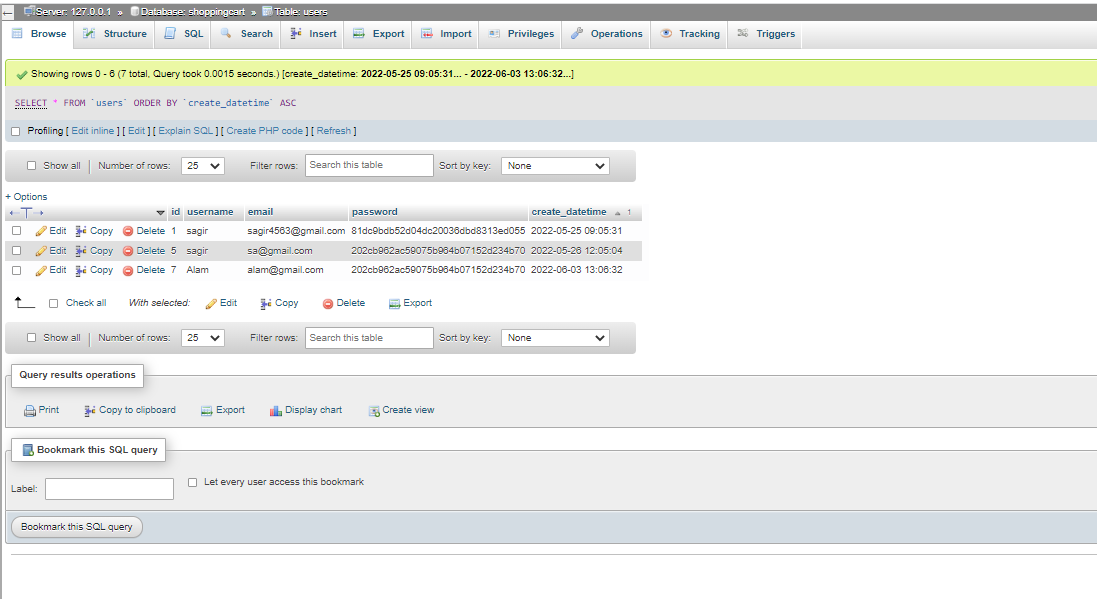 Server: 127.0.0.1 » Database: shoppingcart » Table: users
Browse Structure SQL Search Insert Export Import Privileges Operations Tracking Triggers
Showing rows 0 - 6 (7 total, Query took 0.0015 seconds.) [create_datetime: 2022-05-25 09:05:31... - 2022-06-03 13:06:32...]
SELECT * FROM `users` ORDER BY `create_datetime` ASC
Profiling [ Edit inline ] [ Edit ] [ Explain SQL ] [ Create PHP code ] [ Refresh ]
Show all Number of rows: 25 Filter rows: Search this table Sort by key: None
+ Options
←T→ id username email password create_datetime ▲ 1
Edit Copy Delete 1 sagir sagir4563@gmail.com 81dc9bdb52d04dc20036dbd8313ed055 2022-05-25 09:05:31
Edit Copy Delete 5 sagir sa@gmail.com 202cb962ac59075b964b07152d234b70 2022-05-26 12:05:04
Edit Copy Delete 7 Alam alam@gmail.com 202cb962ac59075b964b07152d234b70 2022-06-03 13:06:32
Check all With selected: Edit Copy Delete Export
Show all Number of rows: 25 Filter rows: Search this table Sort by key: None
Query results operations
Print Copy to clipboard Export Display chart Create view
Bookmark this SQL query
Label: Let every user access this bookmark
Bookmark this SQL query